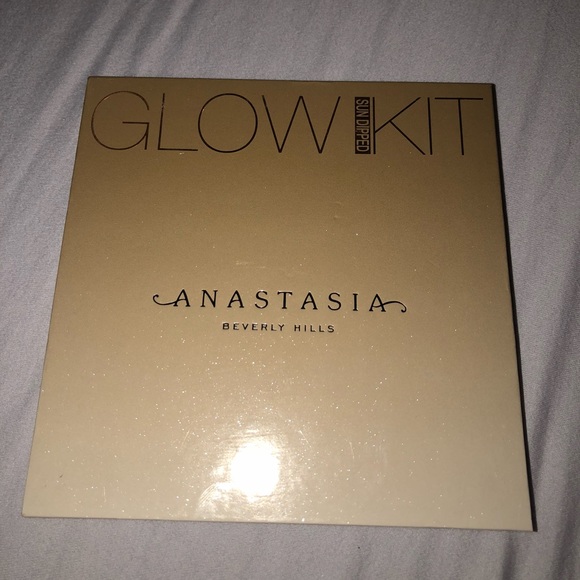 GLOW SUN DIPPED KIT
ANASTASIA
BEVERLY HILLS